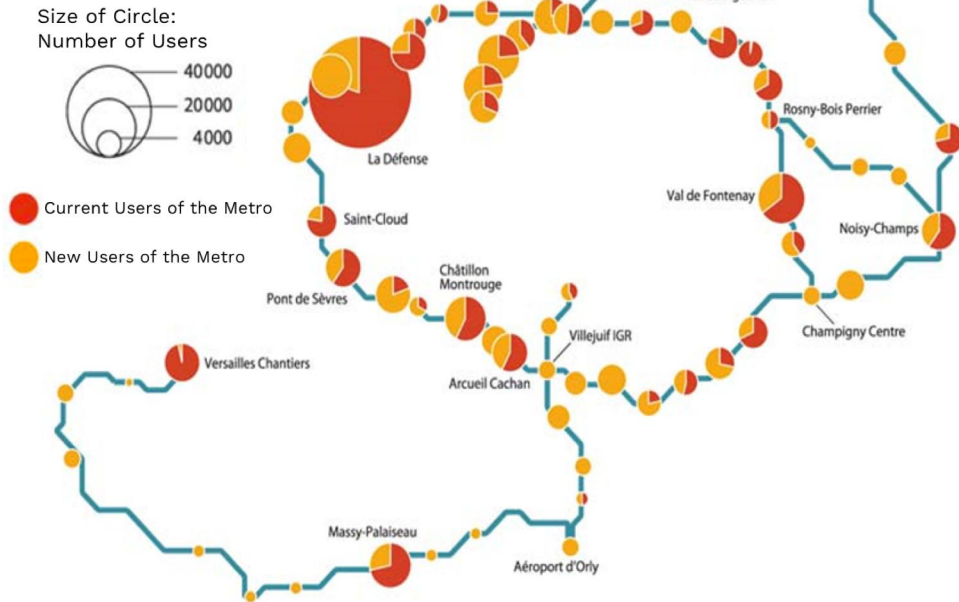 Size of Circle:
Number of Users
40000
20000
4000
Current Users of the Metro
New Users of the Metro
La Défense
Rosny-Bois Perrier
Val de Fontenay
Saint-Cloud
Noisy-Champs
Châtillon
Montrouge
Pont de Sèvres
Champigny Centre
Villejuif IGR
Versailles Chantiers
Arcueil Cachan
Massy-Palaiseau
Aéroport d'Orly